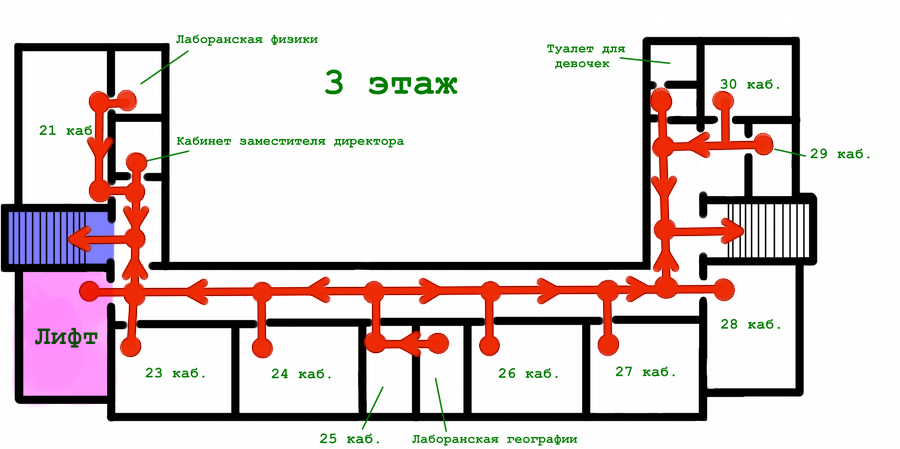 Лаборанская физики
Туалет для
девочек
3 этаж
30 каб.
21 каб
Кабинет заместителя директора
29 каб.
Лифт
28 каб.
23 каб.
24 каб.
26 каб.
27 каб.
25 каб.
Лаборанская географии